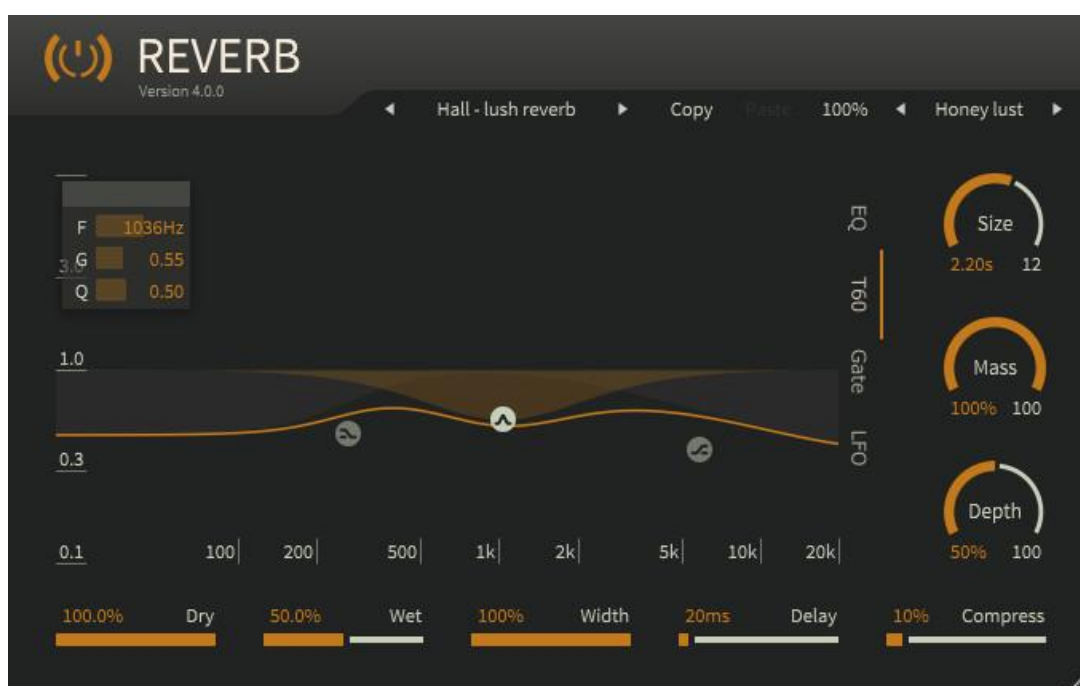 REVERB
Version 4.0.0
Hall - lush reverb Copy Paste 100% Honey lust
F 1036Hz
G 0.55
Q 0.50
3.0
1.0
0.3
0.1
100 200 500 1k 2k 5k 10k 20k
EQ
T60
Gate
LFO
Size
2.20s 12
Mass
100% 100
Depth
50% 100
100.0% Dry 50.0% Wet 100% Width 20ms Delay 10% Compress